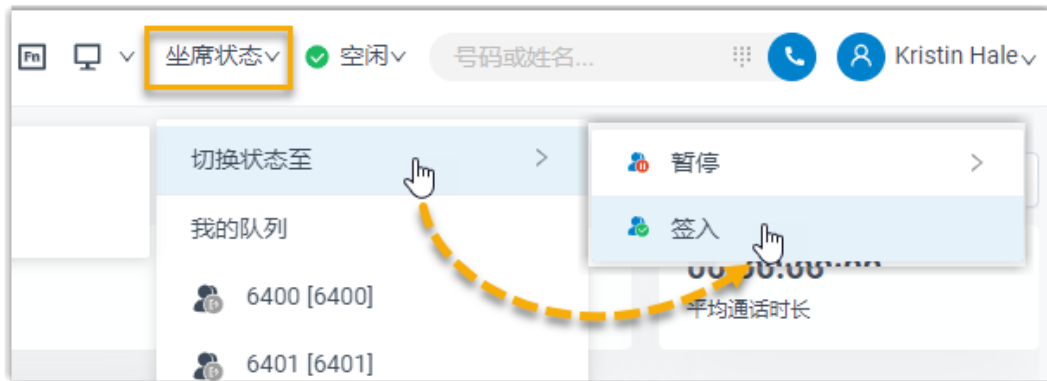 Fn 坐席状态 空闲 号码或姓名... Kristin Hale
切换状态至
暂停
我的队列
签入
6400 [6400]
平均通话时长
6401 [6401]